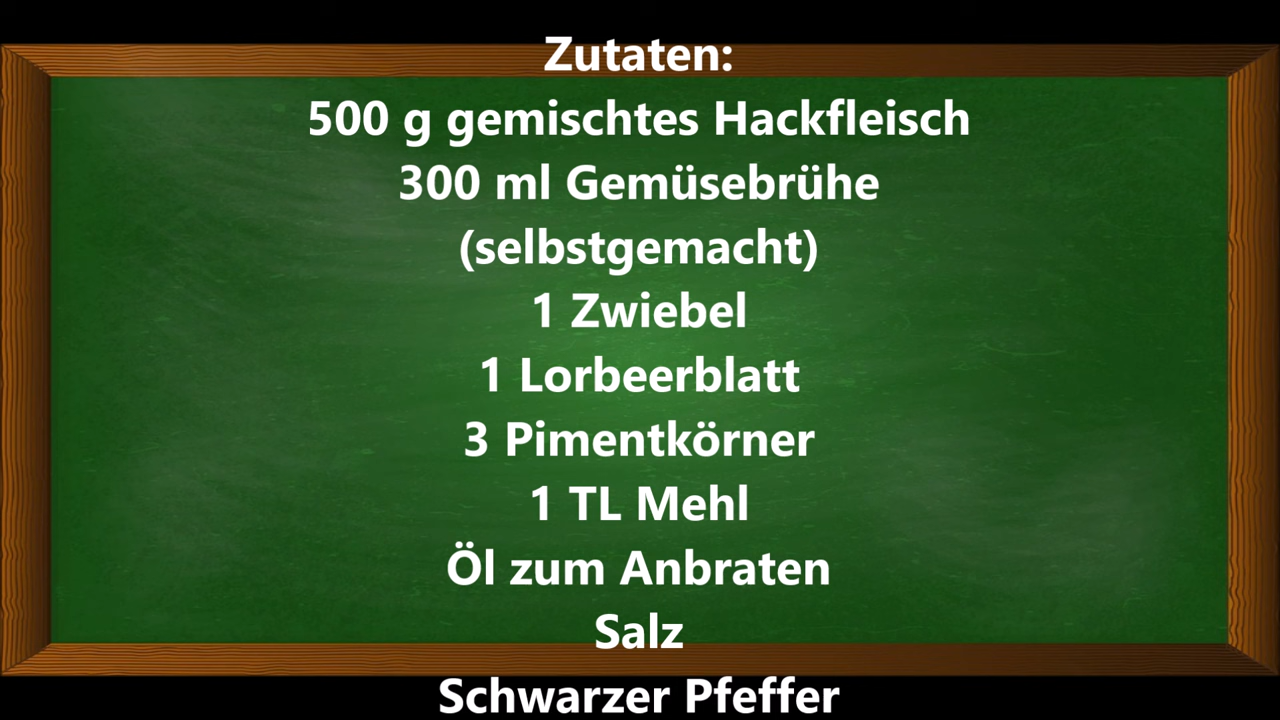 Zutaten:
500 g gemischtes Hackfleisch
300 ml Gemüsebrühe
(selbstgemacht)
1 Zwiebel
1 Lorbeerblatt
3 Pimentkörner
1 TL Mehl
Öl zum Anbraten
Salz
Schwarzer Pfeffer